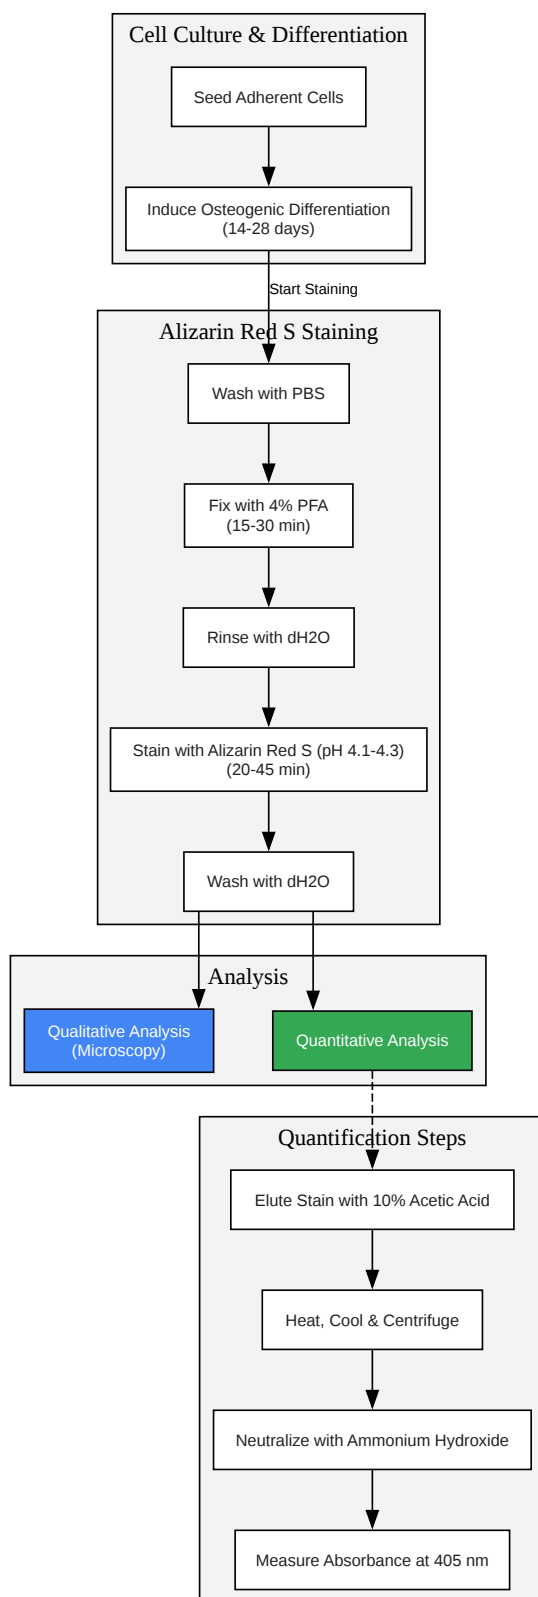 Cell Culture & Differentiation
Seed Adherent Cells
Induce Osteogenic Differentiation
(14-28 days)
Start Staining
Alizarin Red S Staining
Wash with PBS
Fix with 4% PFA
(15-30 min)
Rinse with dH2O
Stain with Alizarin Red S (pH 4.1-4.3)
(20-45 min)
Wash with dH2O
Analysis
Qualitative Analysis
(Microscopy)
Quantitative Analysis
Quantification Steps
Elute Stain with 10% Acetic Acid
Heat, Cool & Centrifuge
Neutralize with Ammonium Hydroxide
Measure Absorbance at 405 nm